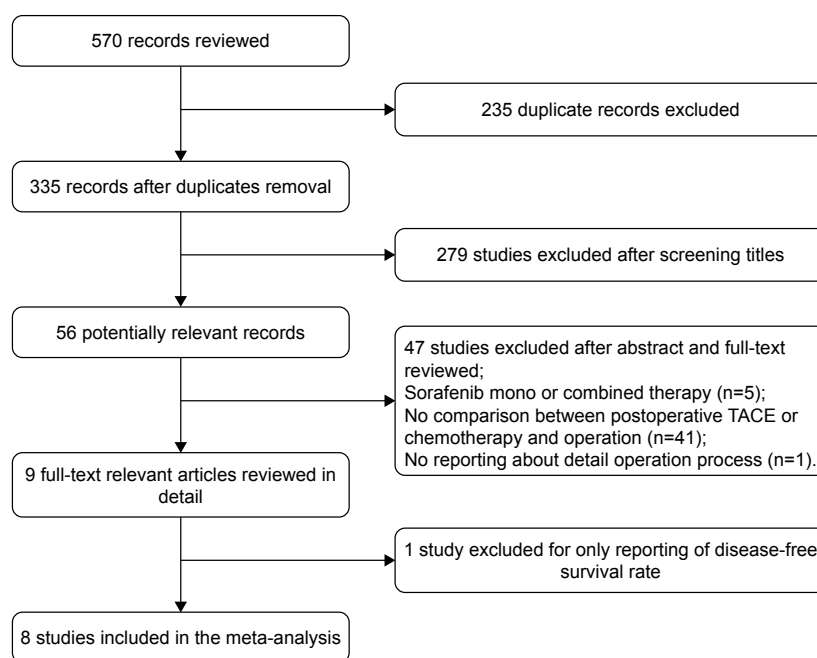 570 records reviewed
235 duplicate records excluded
335 records after duplicates removal
279 studies excluded after screening titles
56 potentially relevant records
47 studies excluded after abstract and full-text
reviewed;
Sorafenib mono or combined therapy (n=5);
No comparison between postoperative TACE or
chemotherapy and operation (n=41);
No reporting about detail operation process (n=1).
9 full-text relevant articles reviewed in
detail
1 study excluded for only reporting of disease-free
survival rate
8 studies included in the meta-analysis